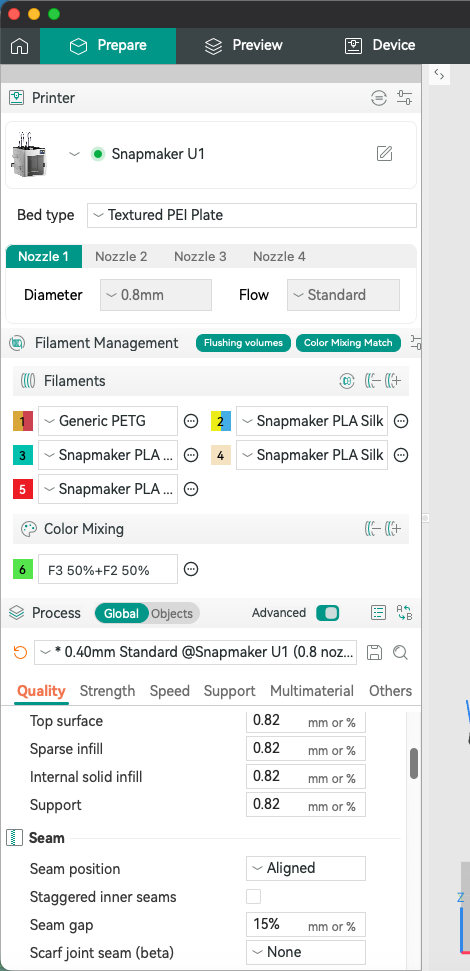 Prepare Preview Device
Printer
Snapmaker U1
Bed type Textured PEI Plate
Nozzle 1 Nozzle 2 Nozzle 3 Nozzle 4
Diameter 0.8mm Flow Standard
Filament Management Flushing volumes Color Mixing Match
Filaments
1 Generic PETG 2 Snapmaker PLA Silk
3 Snapmaker PLA ... 4 Snapmaker PLA Silk
5 Snapmaker PLA ...
Color Mixing
6 F3 50%+F2 50%
Process Global Objects Advanced
* 0.40mm Standard @Snapmaker U1 (0.8 noz...
Quality Strength Speed Support Multimaterial Others
Top surface 0.82 mm or %
Sparse infill 0.82 mm or %
Internal solid infill 0.82 mm or %
Support 0.82 mm or %
Seam
Seam position Aligned
Staggered inner seams
Z
Seam gap 15% mm or %
Scarf joint seam (beta) None